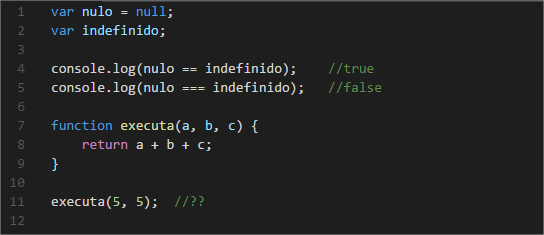 1 var nulo = null;
2 var indefinido;
3
4 console.log(nulo == indefinido);    //true
5 console.log(nulo === indefinido);   //false
6
7 function executa(a, b, c) {
8     return a + b + c;
9 }
10
11 executa(5, 5);  //??
12